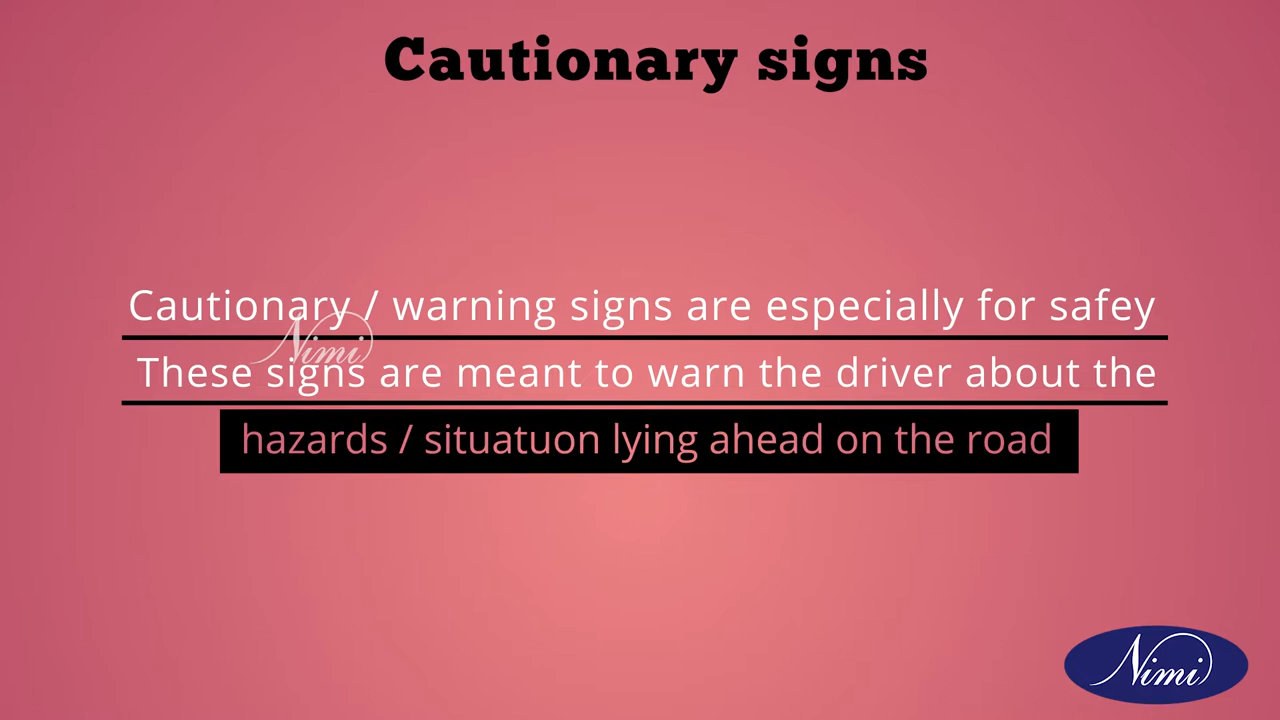 Cautionary signs
Cautionary / warning signs are especially for safey
Nimi
These signs are meant to warn the driver about the
hazards / situatuon lying ahead on the road
Nimi